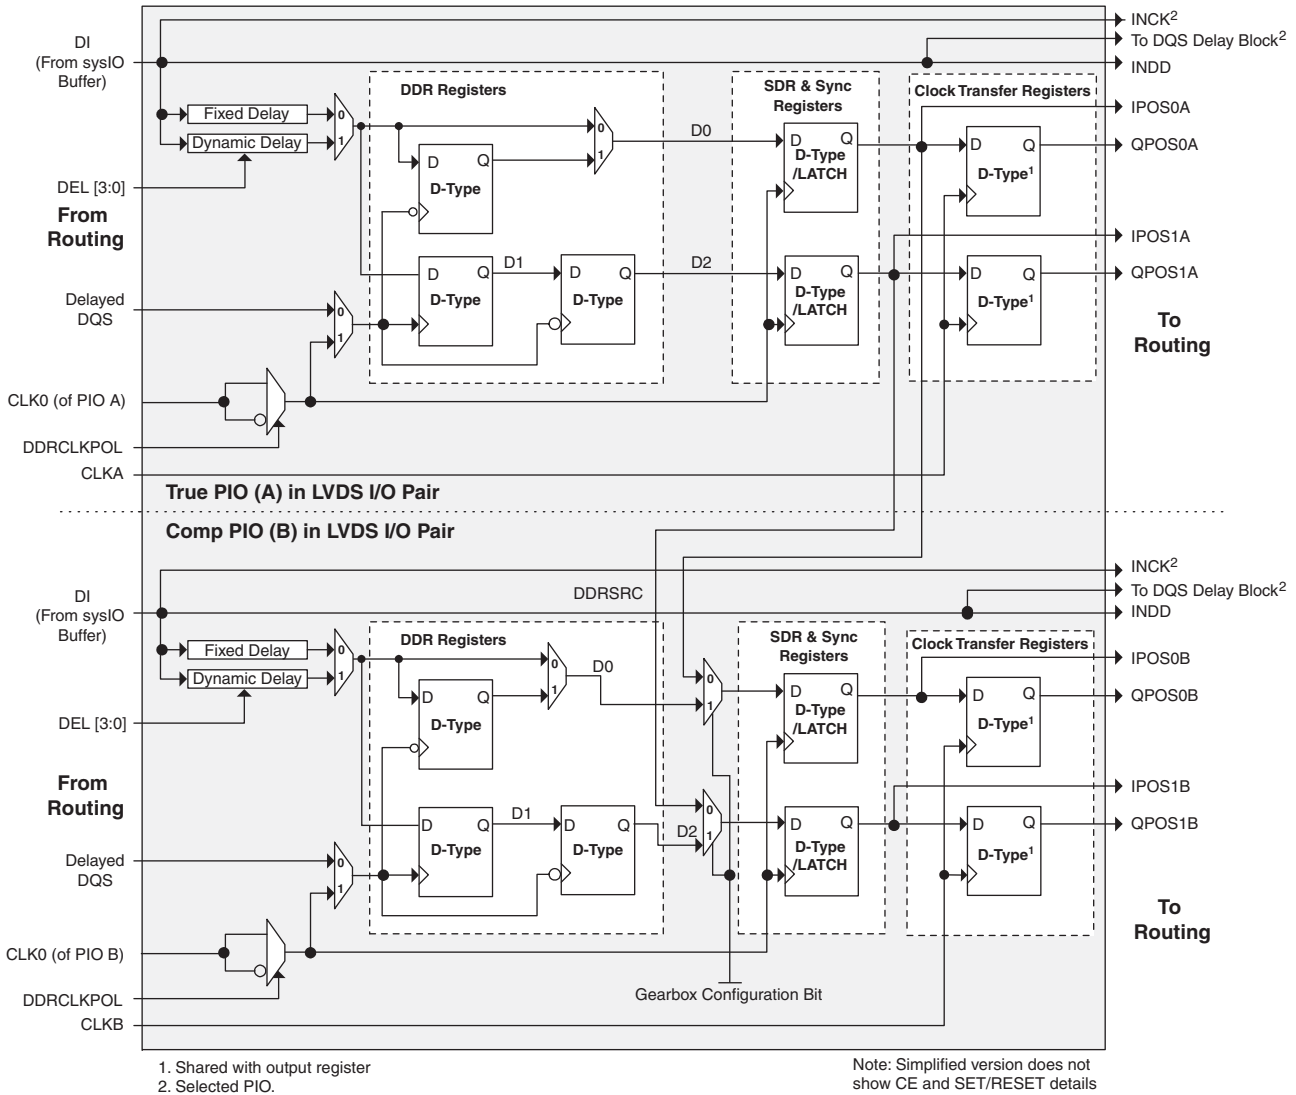 INCK2
DI
(From sysIO
Buffer)
To DQS Delay Block2
INDD
DDR Registers
SDR & Sync
Registers
Clock Transfer Registers
Fixed Delay
0
Dynamic Delay
1
0
1
D0
IPOS0A
D Q
D-Type
D Q
D-Type
/LATCH
D Q
D-Type1
QPOS0A
DEL [3:0]
From
Routing
IPOS1A
D Q
D-Type
D1
D Q
D-Type
D2
D Q
D-Type
/LATCH
D Q
D-Type1
QPOS1A
Delayed
DQS
0
1
To
Routing
CLK0 (of PIO A)
DDRCLKPOL
CLKA
True PIO (A) in LVDS I/O Pair
Comp PIO (B) in LVDS I/O Pair
INCK2
DI
(From sysIO
Buffer)
DDRSRC
To DQS Delay Block2
INDD
DDR Registers
SDR & Sync
Registers
Clock Transfer Registers
Fixed Delay
0
Dynamic Delay
1
0
1
D0
0
1
IPOS0B
D Q
D-Type
D Q
D-Type
/LATCH
D Q
D-Type1
QPOS0B
DEL [3:0]
From
Routing
IPOS1B
D Q
D-Type
D1
D Q
D-Type
D2
0
1
D Q
D-Type
/LATCH
D Q
D-Type1
QPOS1B
Delayed
DQS
0
1
To
Routing
CLK0 (of PIO B)
DDRCLKPOL
Gearbox Configuration Bit
CLKB
1. Shared with output register
2. Selected PIO.
Note: Simplified version does not
show CE and SET/RESET details